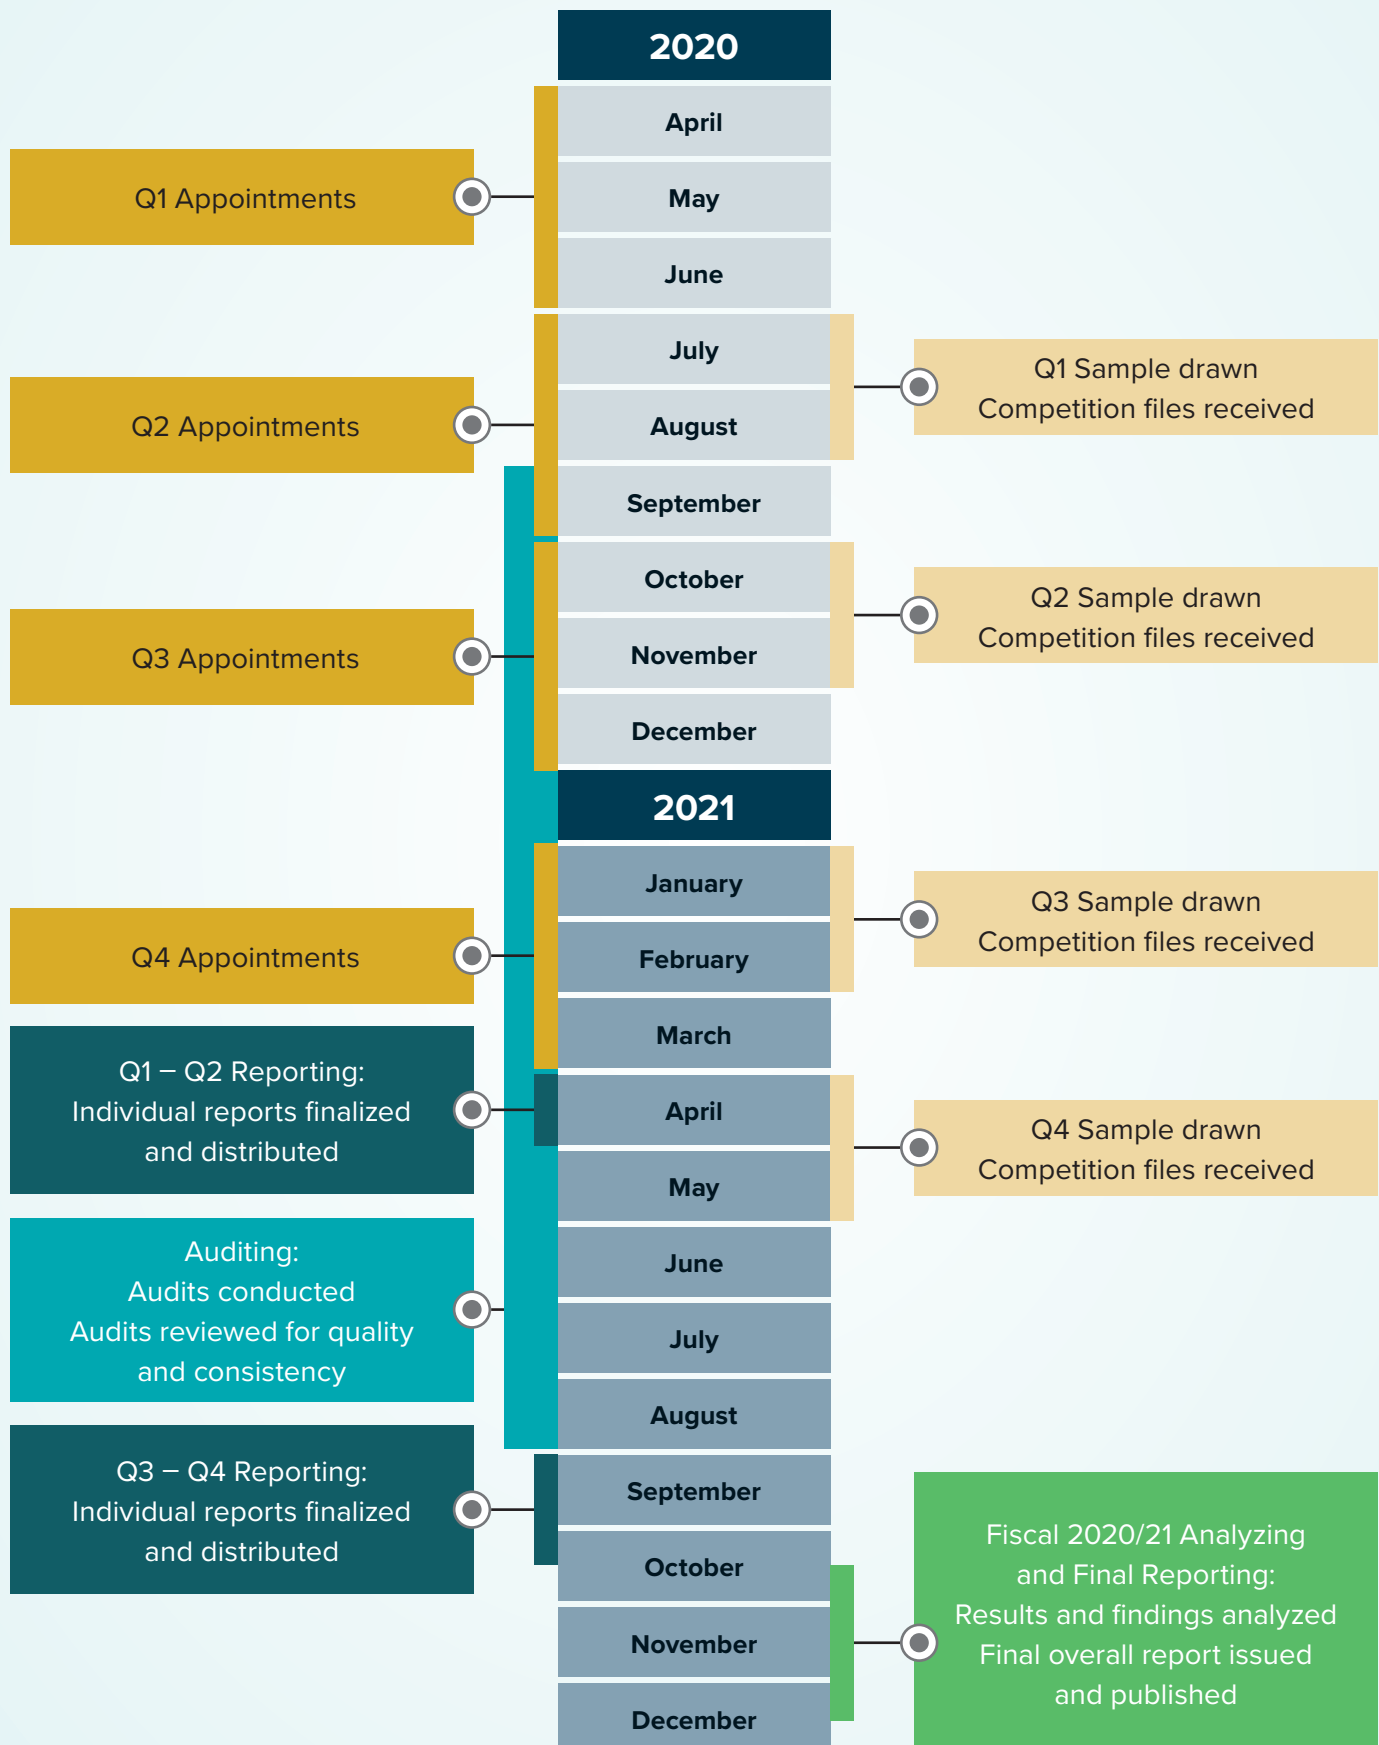 2020
April
Q1 Appointments
May
June
July
Q1 Sample drawn
Competition files received
Q2 Appointments
August
September
October
Q2 Sample drawn
Competition files received
Q3 Appointments
November
December
2021
January
Q3 Sample drawn
Competition files received
Q4 Appointments
February
March
Q1 – Q2 Reporting:
Individual reports finalized
and distributed
April
Q4 Sample drawn
Competition files received
May
Auditing:
Audits conducted
Audits reviewed for quality
and consistency
June
July
August
Q3 – Q4 Reporting:
Individual reports finalized
and distributed
September
October
Fiscal 2020/21 Analyzing
and Final Reporting:
Results and findings analyzed
Final overall report issued
and published
November
December